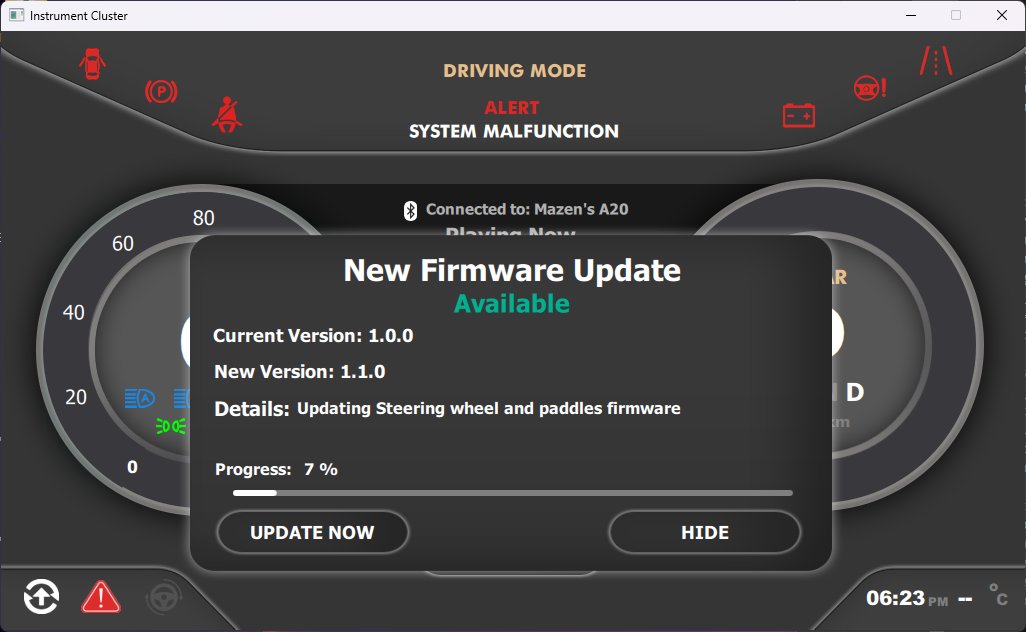 Instrument Cluster
DRIVING MODE
ALERT
SYSTEM MALFUNCTION
Connected to: Mazen's A20
Playing Now
80
60
40
20
0
New Firmware Update
Available
Current Version: 1.0.0
New Version: 1.1.0
Details: Updating Steering wheel and paddles firmware
Progress: 7 %
UPDATE NOW
HIDE
D
km
06:23 PM -- °C